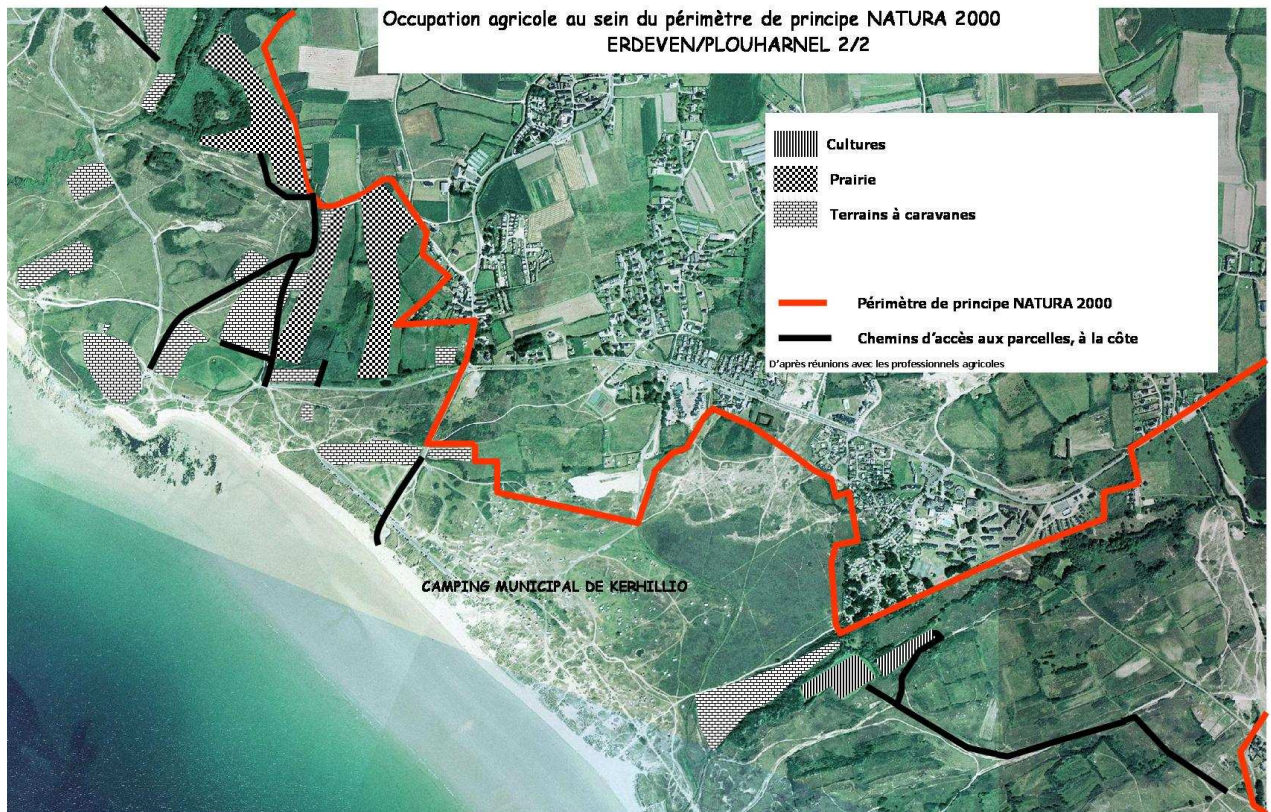 Occupation agricole au sein du périmètre de principe NATURA 2000
ERDEVEN/PLOUHARNEL 2/2
Cultures
Prairie
Terrains à caravanes
Périmètre de principe NATURA 2000
Chemins d'accès aux parcelles, à la côte
D'après réunions avec les professionnels agricoles
CAMPING MUNICIPAL DE KERHILLIO